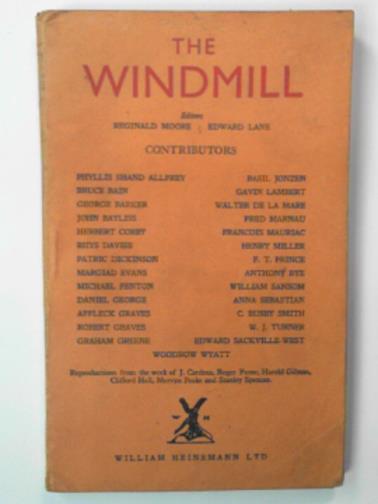 THE
WINDMILL
Editors
REGINALD MOORE : EDWARD LANE
CONTRIBUTORS
PHYLLIS SHAND ALLFREY BASIL JONZEN
BRUCE BAIN GAVIN LAMBERT
GEORGE BARKER WALTER DE LA MARE
JOHN BAYLISS FRED MARNAU
HERBERT CORBY FRANCOIS MAURIAC
RHYS DAVIES HENRY MILLER
PATRIC DICKINSON F. T. PRINCE
MARGIAD EVANS ANTHONY RYE
MICHAEL FENTON WILLIAM SANSOM
DANIEL GEORGE ANNA SEBASTIAN
AFFLECK GRAVES C. BUSBY SMITH
ROBERT GRAVES W. J. TURNER
GRAHAM GREENE EDWARD SACKVILLE-WEST
WOODROW WYATT
Reproductions from the work of J. Cardenas, Roger Furse, Harold Gilman,
Clifford Hall, Mervyn Peake and Stanley Spencer.
W H
WILLIAM HEINEMANN LTD